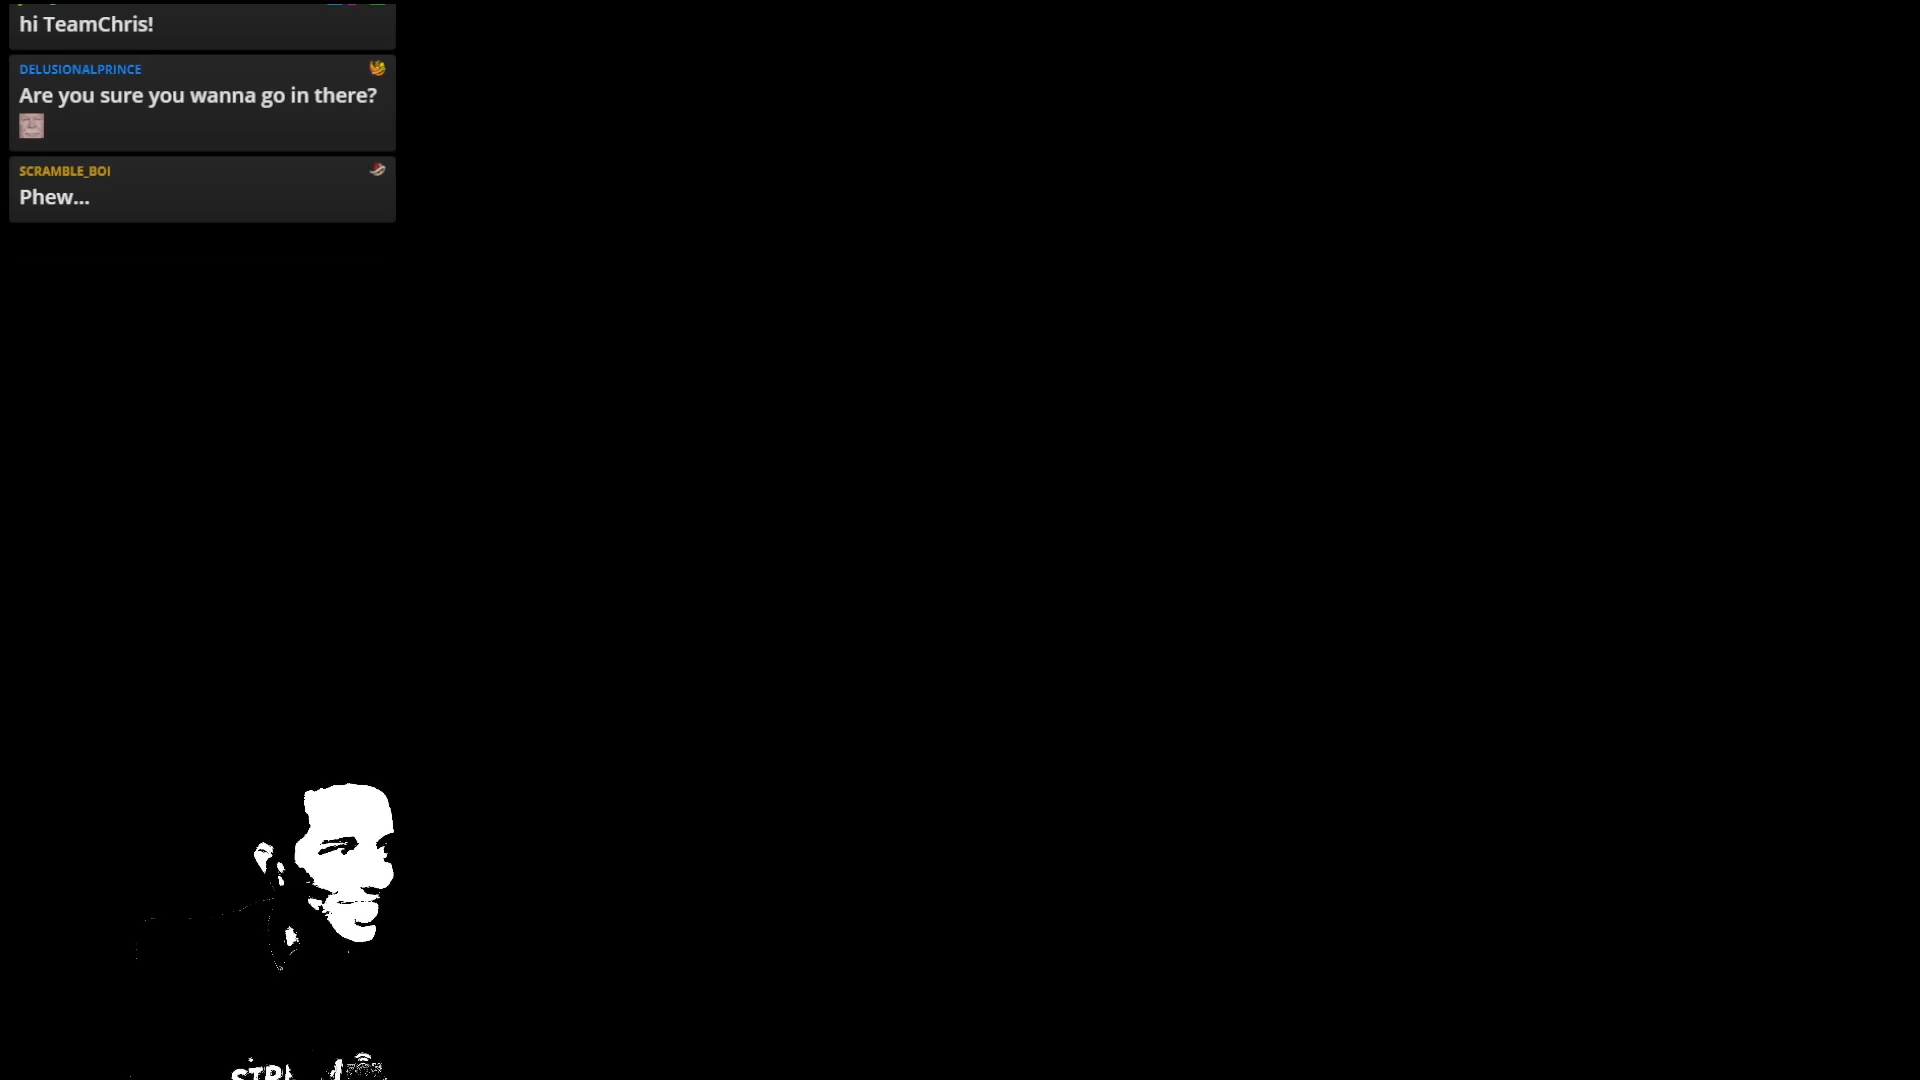 hi TeamChris!
DELUSIONALPRINCE
Are you sure you wanna go in there?
SCRAMBLE_BOI
Phew...